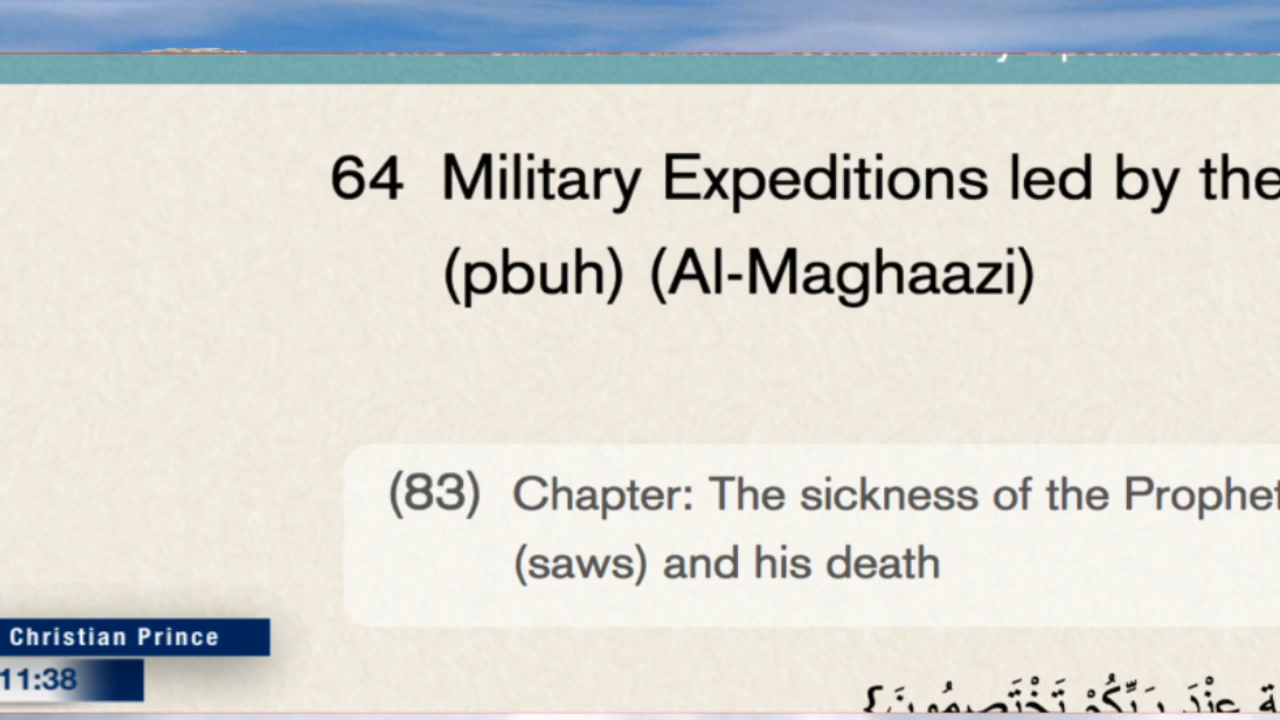 64 Military Expeditions led by the
(pbuh) (Al-Maghaazi)
(83) Chapter: The sickness of the Prophet
(saws) and his death
Christian Prince
11:38
عِنْدَ رَبِّكُمْ تَخْتَصِمُونَ}